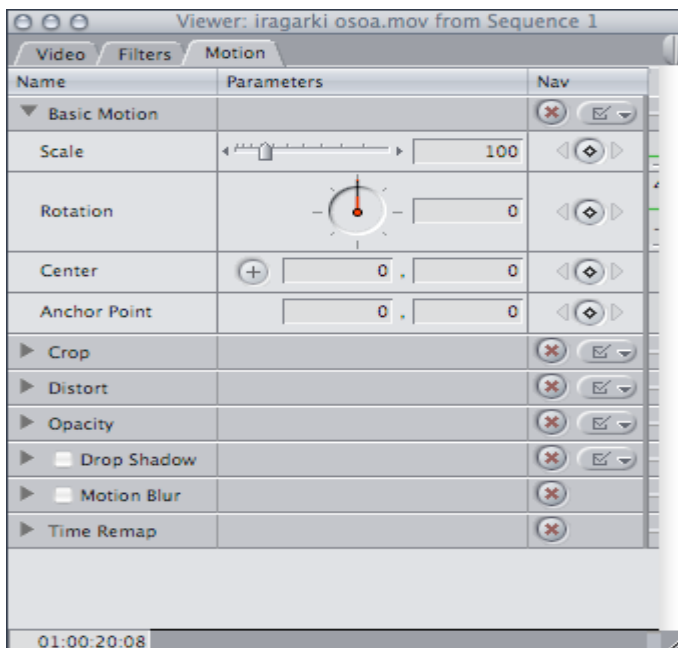 Viewer: iragarki osoa.mov from Sequence 1
Video Filters Motion
Name Parameters Nav
Basic Motion
Scale 100
Rotation 0
Center 0 , 0
Anchor Point 0 , 0
Crop
Distort
Opacity
Drop Shadow
Motion Blur
Time Remap
01:00:20:08